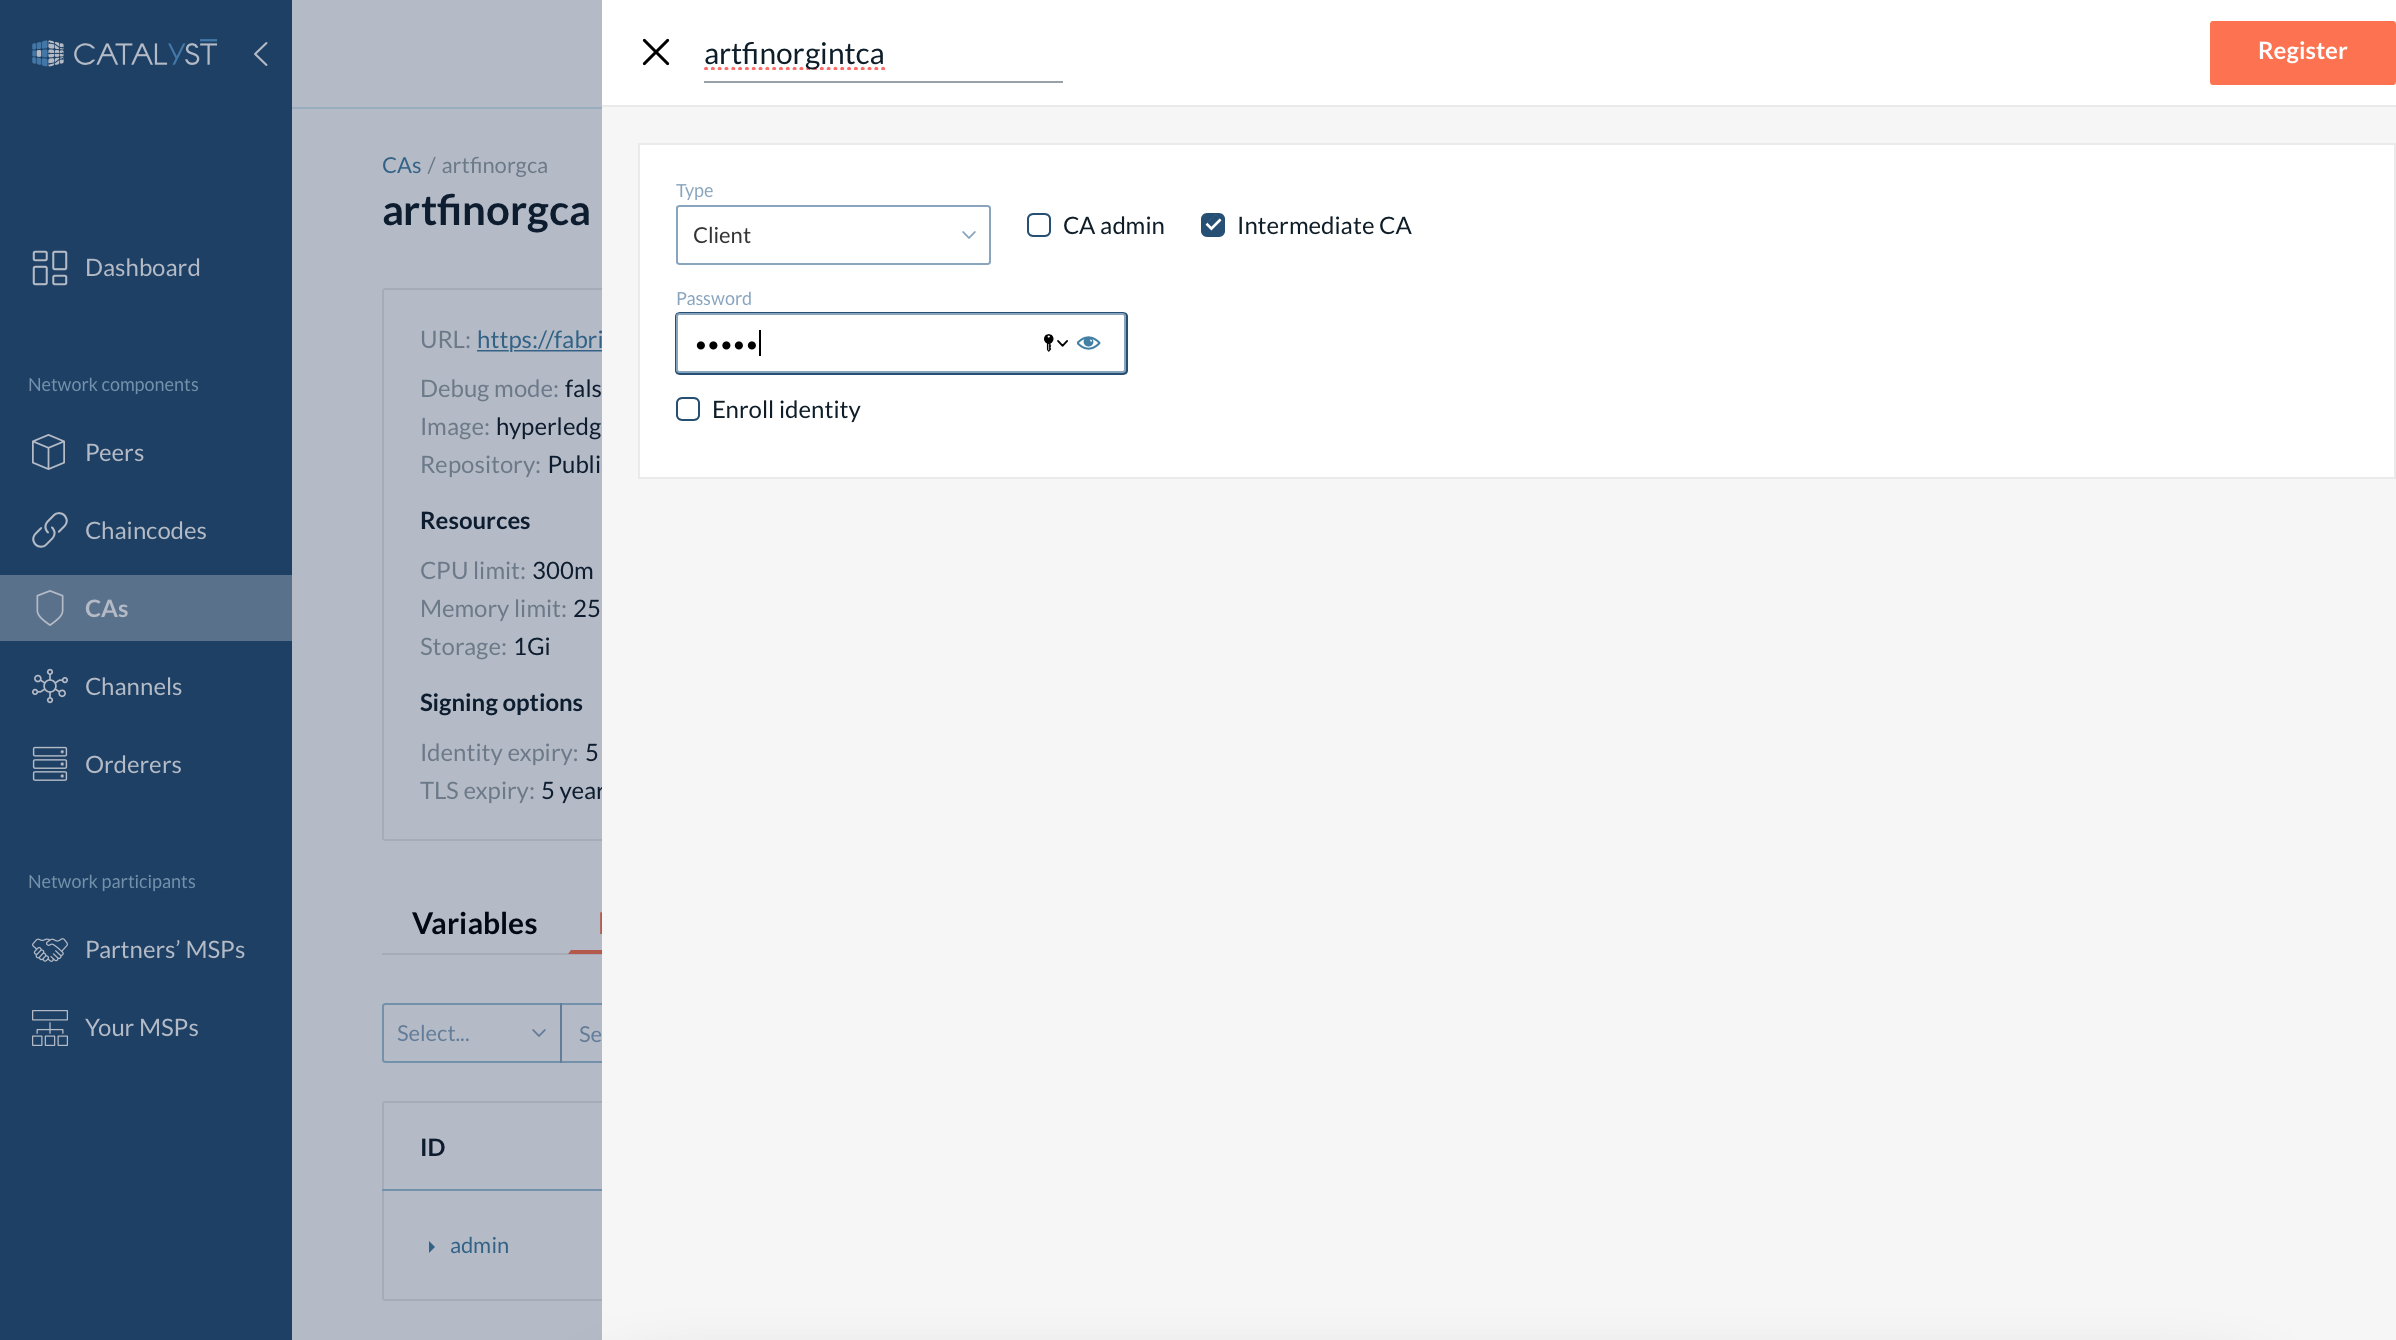 CATALYST
Dashboard
Network components
Peers
Chaincodes
CAs
Channels
Orderers
Network participants
Partners’ MSPs
Your MSPs
CAs / artfinorgca
artfinorgca
URL: https://fabri
Debug mode: fals
Image: hyperledg
Repository: Publi
Resources
CPU limit: 300m
Memory limit: 25
Storage: 1Gi
Signing options
Identity expiry: 5
TLS expiry: 5 year
Variables
Select...
Se
ID
admin
artfinorgintca
Register
Type
Client
CA admin
Intermediate CA
Password
•••••
Enroll identity